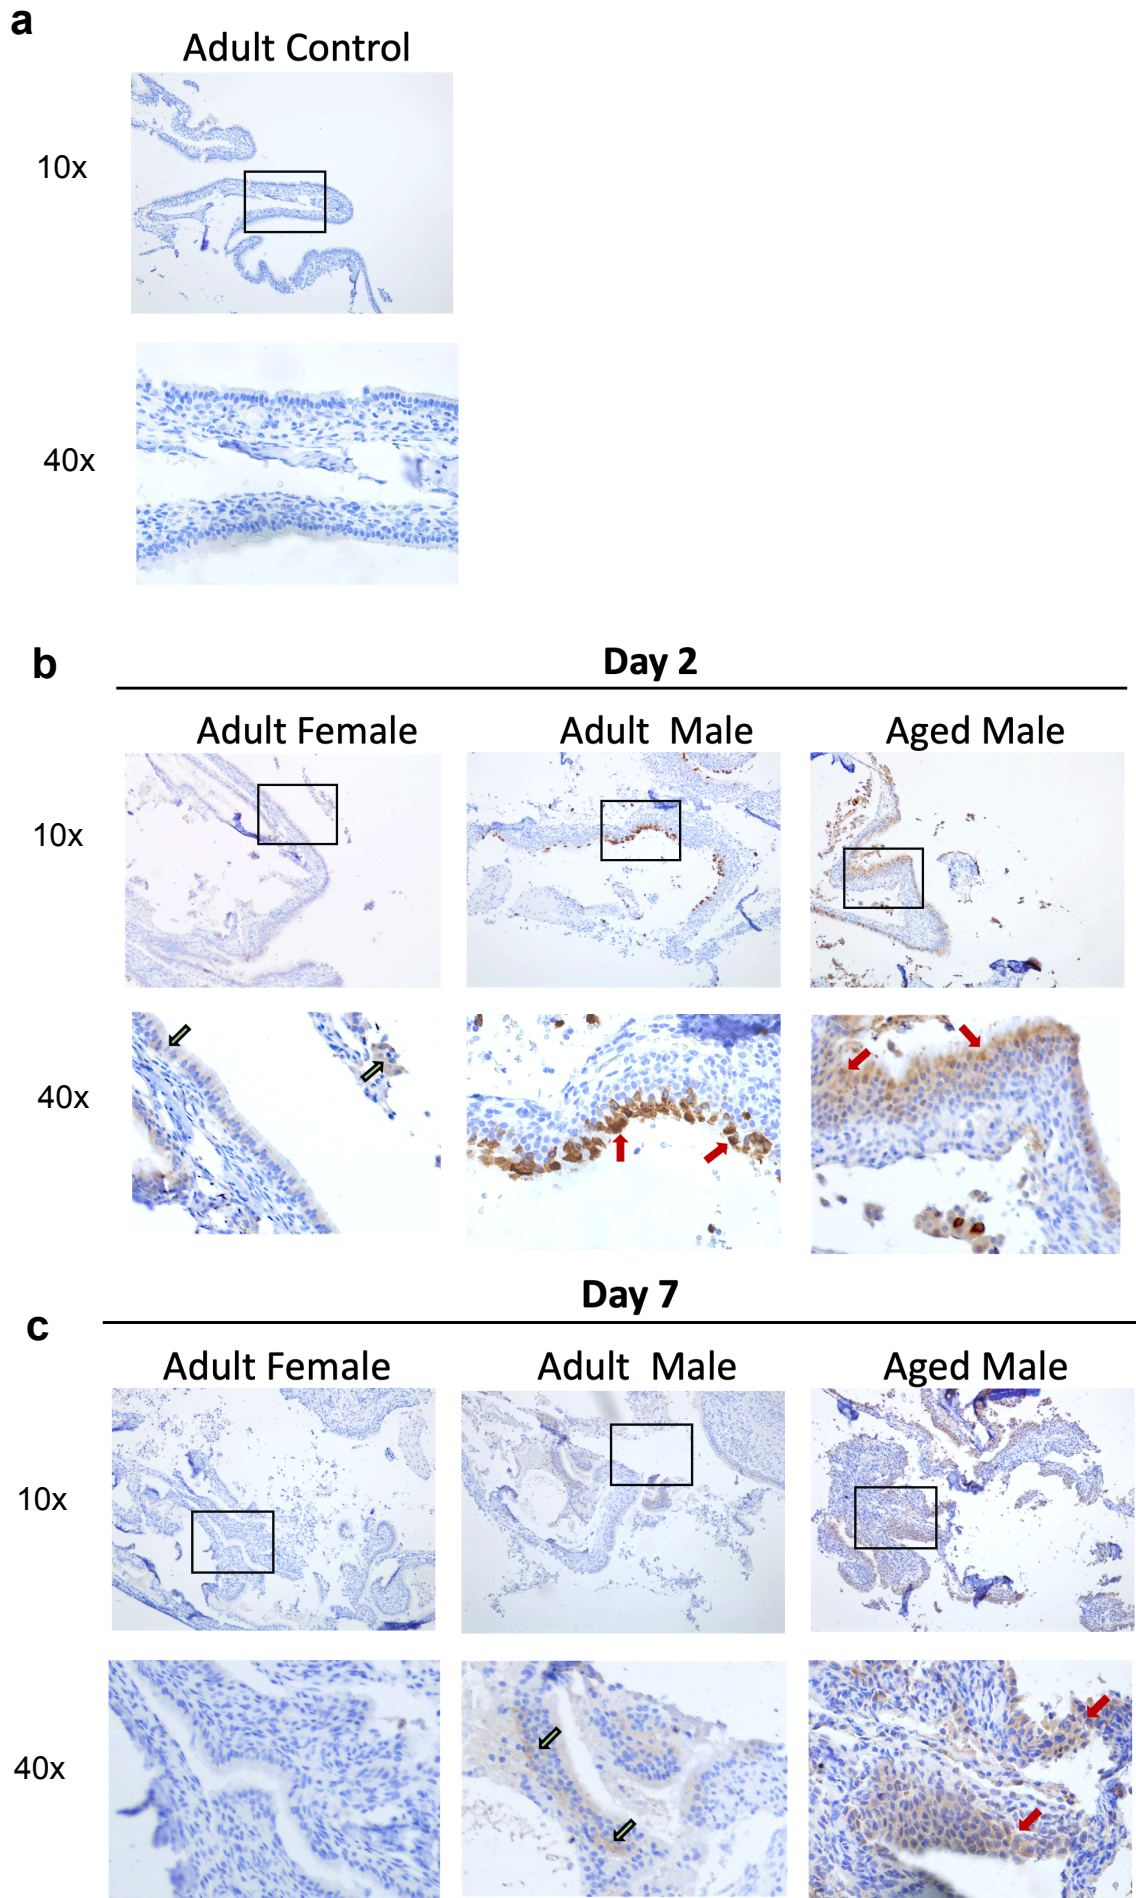 a
Adult Control
10x
40x
b
Day 2
Adult Female
Adult Male
Aged Male
10x
40x
Day 7
c
Adult Female
Adult Male
Aged Male
10x
40x